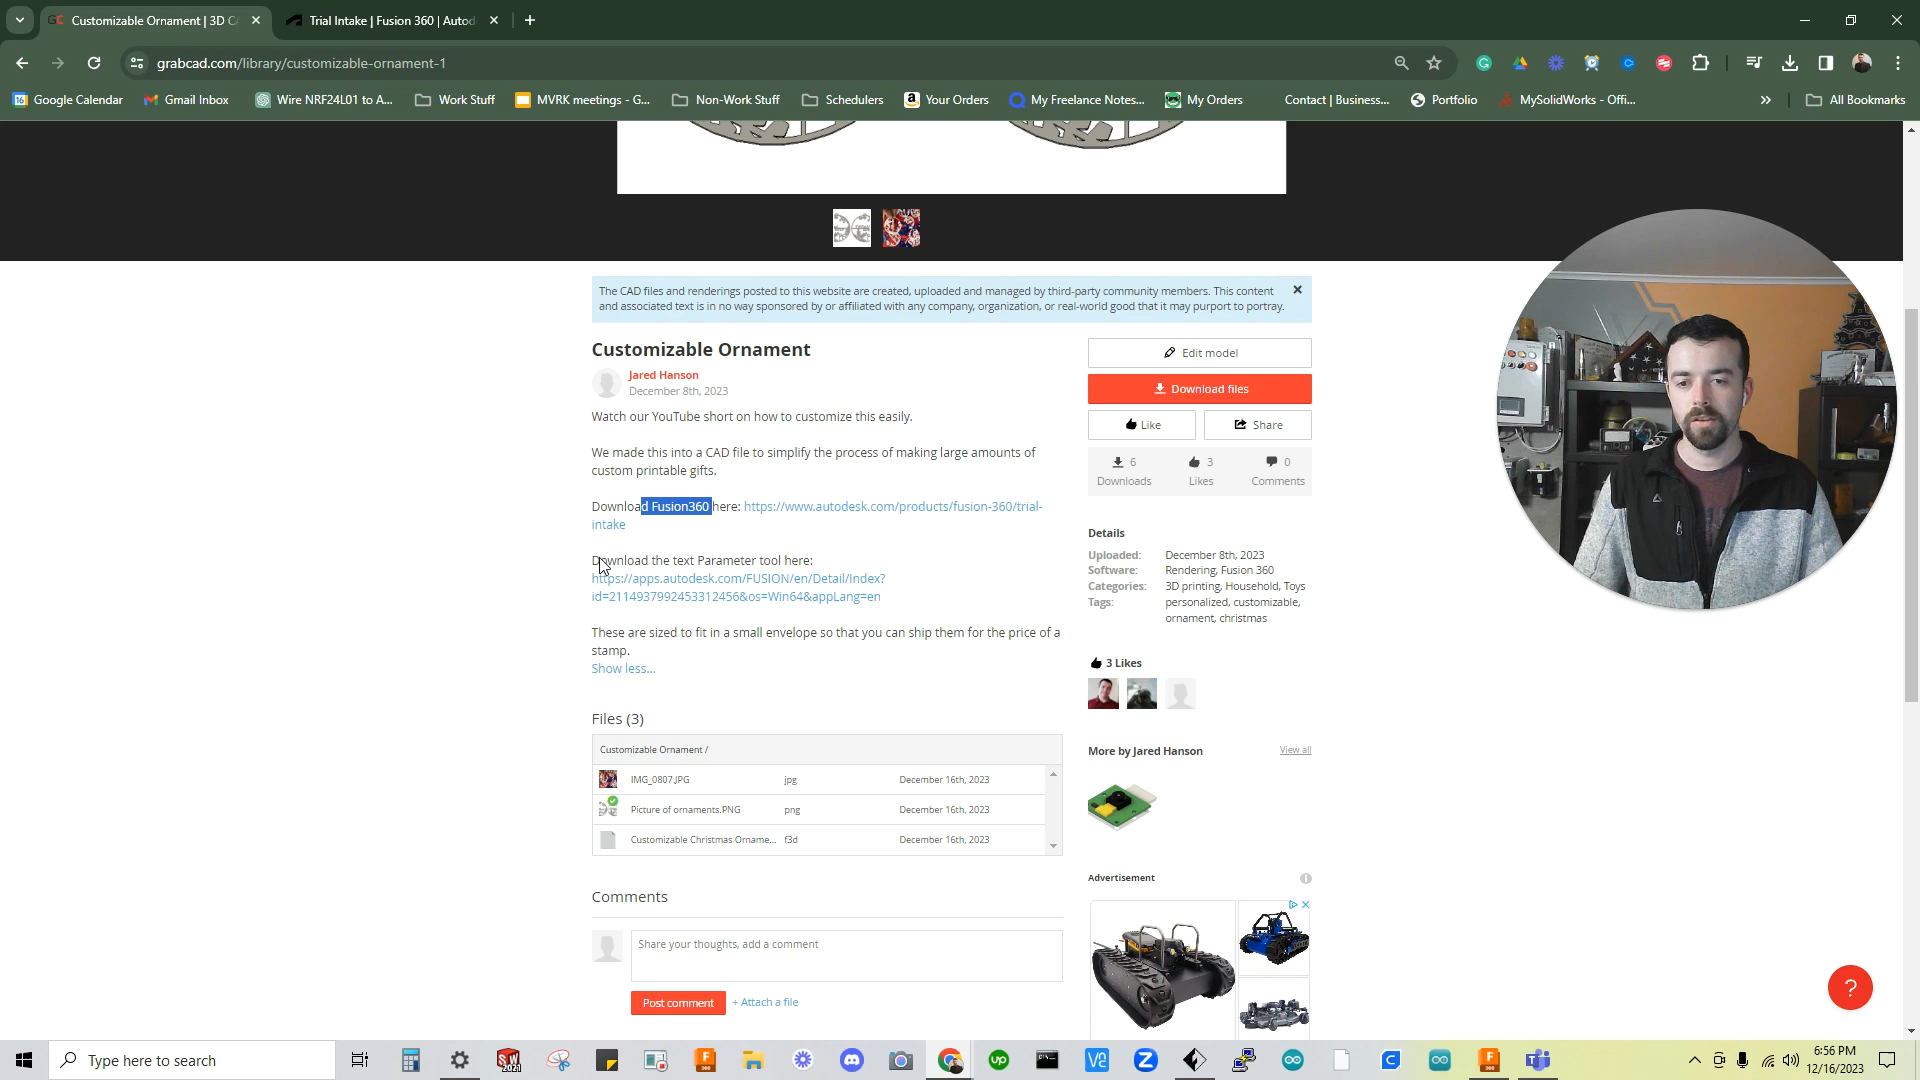 Customizable Ornament | 3D C
Trial Intake | Fusion 360 | Autod
grabcad.com/library/customizable-ornament-1
Google Calendar
Gmail Inbox
Wire NRF24L01 to A...
Work Stuff
MVRK meetings - G...
Non-Work Stuff
Schedulers
Your Orders
My Freelance Notes...
My Orders
Contact | Business...
Portfolio
MySolidWorks - Offi...
All Bookmarks
The CAD files and renderings posted to this website are created, uploaded and managed by third-party community members. This content
and associated text is in no way sponsored by or affiliated with any company, organization, or real-world good that it may purport to portray.
Customizable Ornament
Jared Hanson
December 8th, 2023
Watch our YouTube short on how to customize this easily.
We made this into a CAD file to simplify the process of making large amounts of
custom printable gifts.
Download Fusion360 here: https://www.autodesk.com/products/fusion-360/trial-
intake
Download the text Parameter tool here:
https://apps.autodesk.com/FUSION/en/Detail/Index?
id=2114937992453312456&os=Win64&appLang=en
These are sized to fit in a small envelope so that you can ship them for the price of a
stamp.
Show less...
Files (3)
Customizable Ornament /
IMG_0807.JPG jpg December 16th, 2023
Picture of ornaments.PNG png December 16th, 2023
Customizable Christmas Orname... f3d December 16th, 2023
Comments
Share your thoughts, add a comment
Post comment + Attach a file
Edit model
Download files
Like Share
6 3 0
Downloads Likes Comments
Details
Uploaded: December 8th, 2023
Software: Rendering, Fusion 360
Categories: 3D printing, Household, Toys
Tags: personalized, customizable,
ornament, christmas
3 Likes
More by Jared Hanson View all
Advertisement
?
Type here to search
6:56 PM
12/16/2023